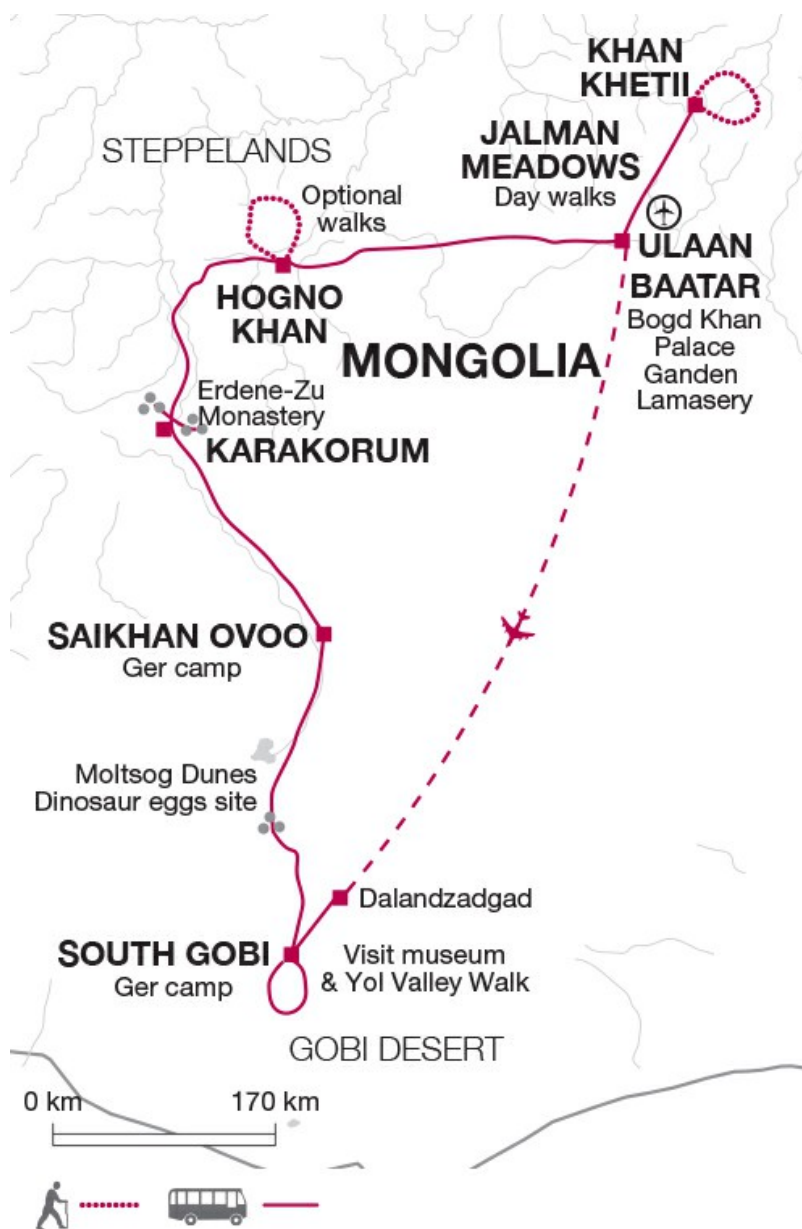 KHAN
KHETII
JALMAN
MEADOWS
Day walks
STEPPELANDS
Optional
walks
ULAAN
BAATAR
Bogd Khan
Palace
Ganden
Lamasery
HOGNO
KHAN
MONGOLIA
Erdene-Zu
Monastery
KARAKORUM
SAIKHAN OVOO
Ger camp
Moltsog Dunes
Dinosaur eggs site
Dalandzadgad
SOUTH GOBI
Ger camp
Visit museum
& Yol Valley Walk
GOBI DESERT
0 km 170 km